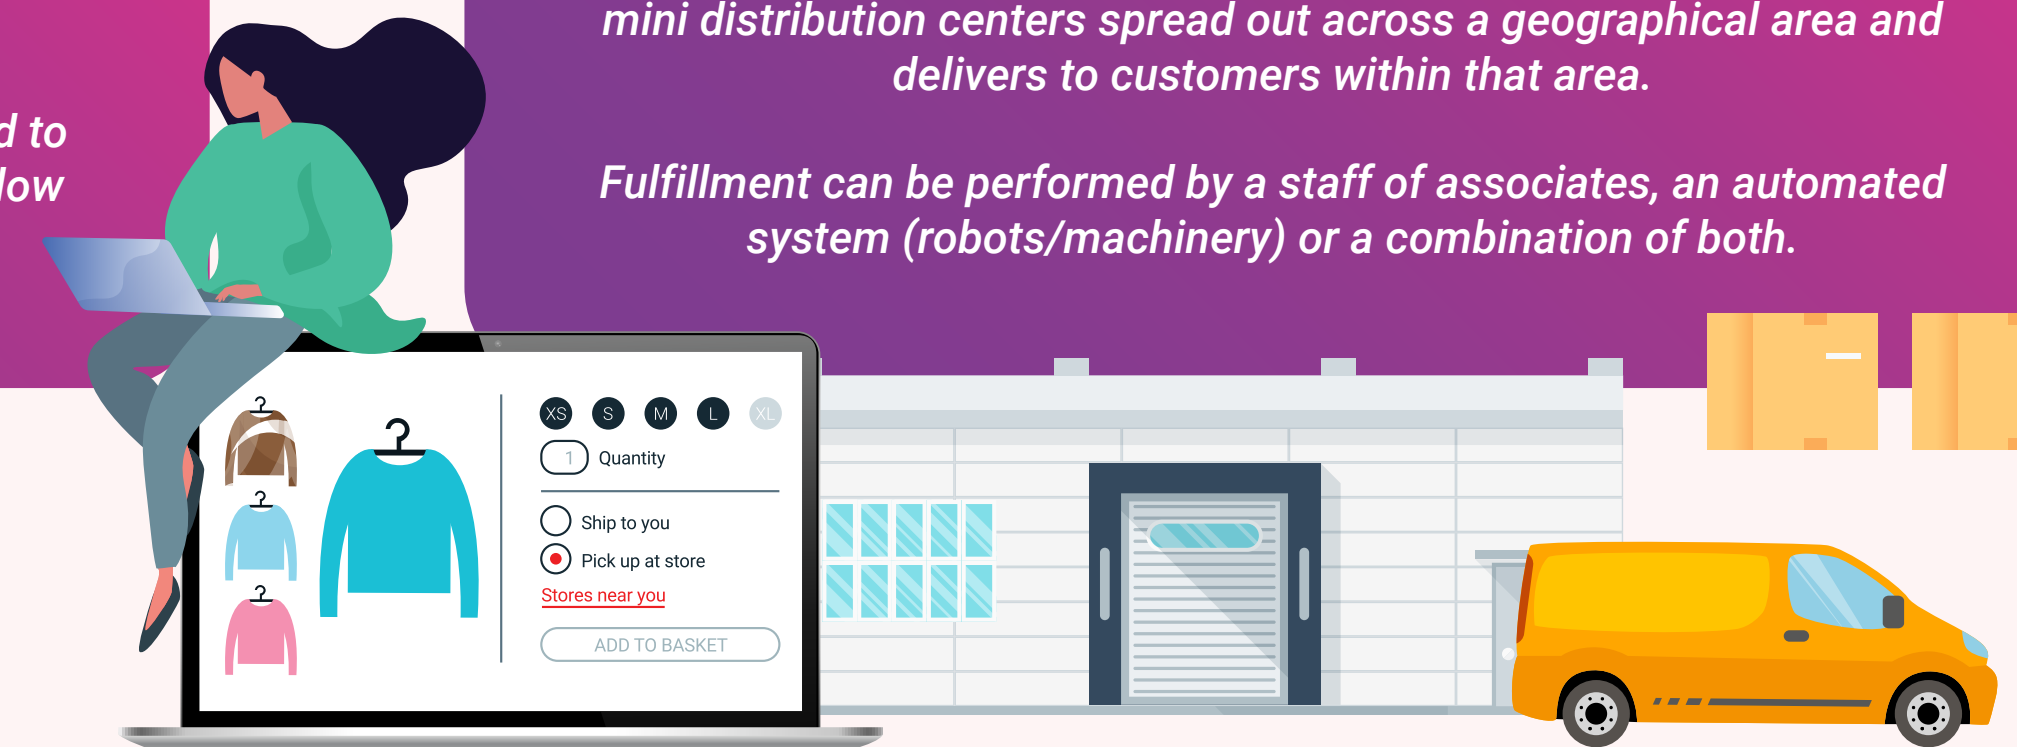 d to
low
mini distribution centers spread out across a geographical area and
delivers to customers within that area.
Fulfillment can be performed by a staff of associates, an automated
system (robots/machinery) or a combination of both.
XS S M L XL
1 Quantity
Ship to you
Pick up at store
Stores near you
ADD TO BASKET